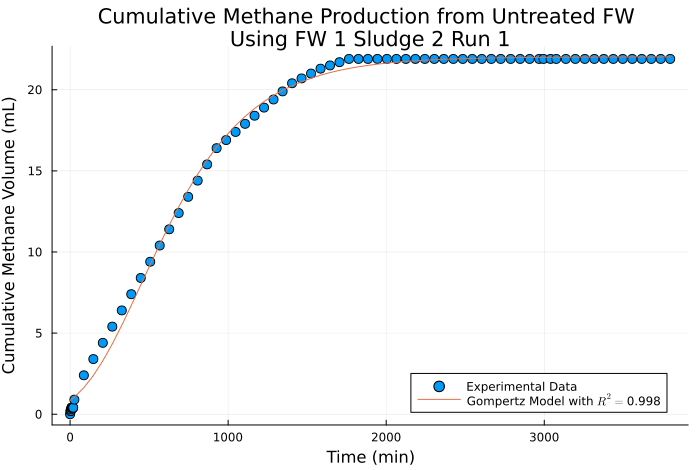 Cumulative Methane Production from Untreated FW
Using FW 1 Sludge 2 Run 1
Cumulative Methane Volume (mL)
20
15
10
5
0
0 1000 2000 3000
Time (min)
Experimental Data
Gompertz Model with R² = 0.998